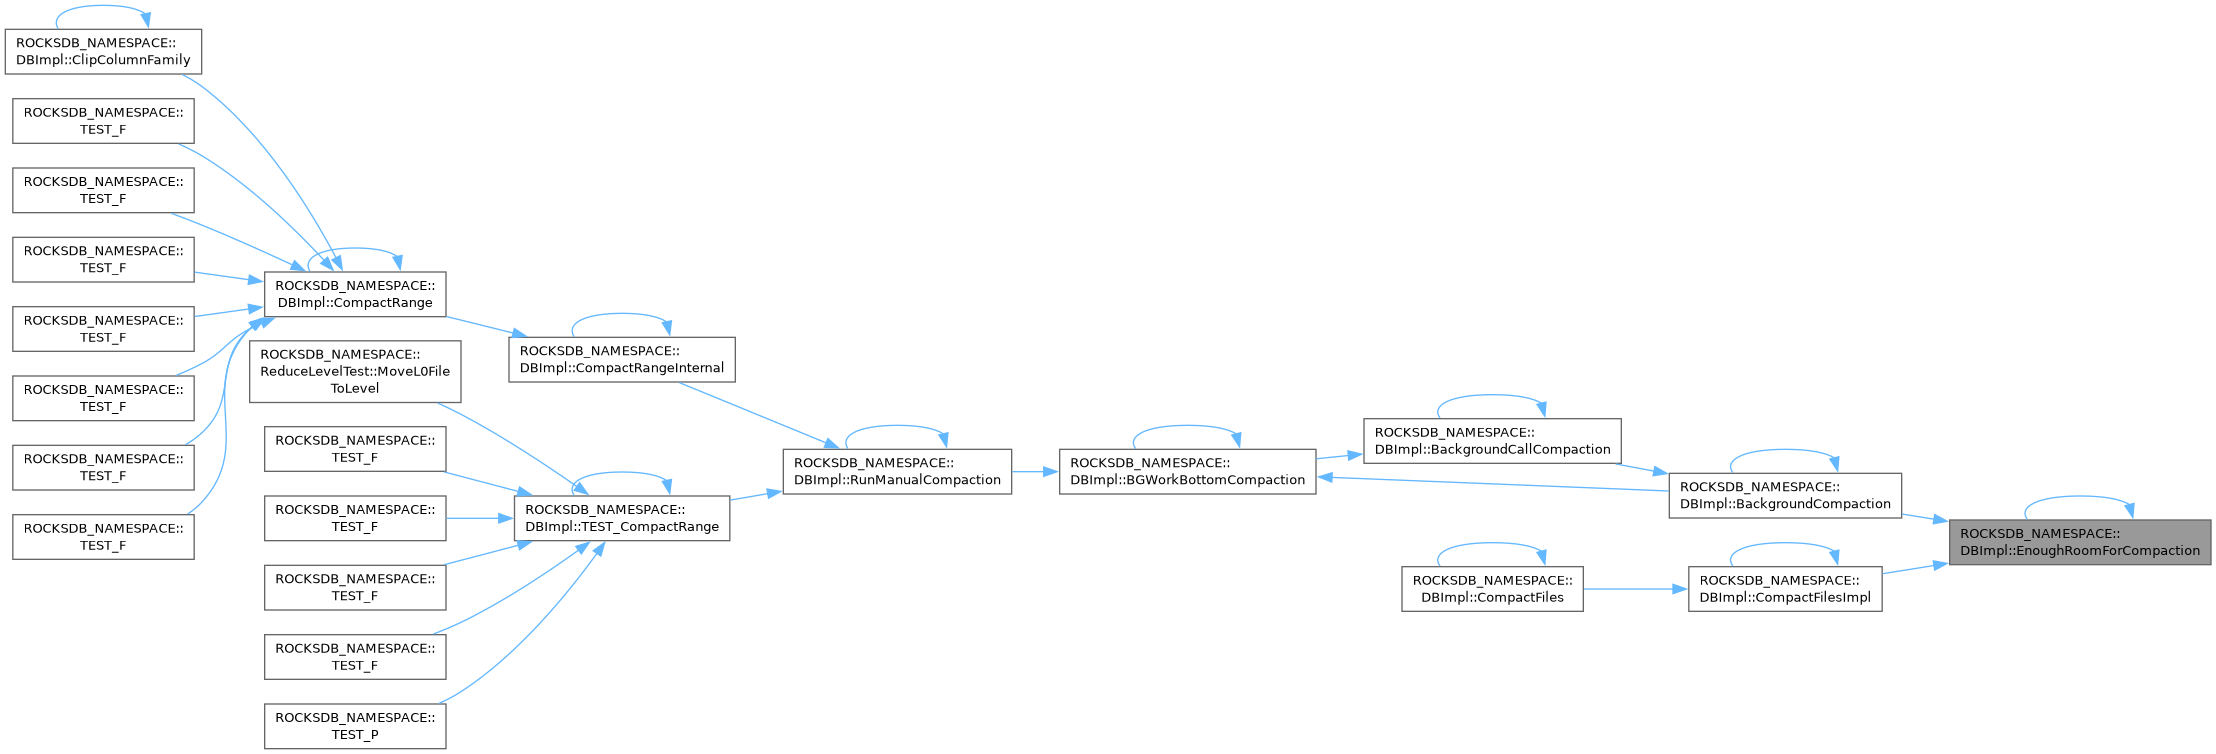 ROCKSDB_NAMESPACE::
DBImpl::ClipColumnFamily
ROCKSDB_NAMESPACE::
TEST_F
ROCKSDB_NAMESPACE::
TEST_F
ROCKSDB_NAMESPACE::
TEST_F
ROCKSDB_NAMESPACE::
TEST_F
ROCKSDB_NAMESPACE::
TEST_F
ROCKSDB_NAMESPACE::
TEST_F
ROCKSDB_NAMESPACE::
TEST_F
ROCKSDB_NAMESPACE::
DBImpl::CompactRange
ROCKSDB_NAMESPACE::
ReduceLevelTest::MoveL0File
ToLevel
ROCKSDB_NAMESPACE::
TEST_F
ROCKSDB_NAMESPACE::
TEST_F
ROCKSDB_NAMESPACE::
TEST_F
ROCKSDB_NAMESPACE::
TEST_F
ROCKSDB_NAMESPACE::
TEST_P
ROCKSDB_NAMESPACE::
DBImpl::CompactRangeInternal
ROCKSDB_NAMESPACE::
DBImpl::TEST_CompactRange
ROCKSDB_NAMESPACE::
DBImpl::RunManualCompaction
ROCKSDB_NAMESPACE::
DBImpl::BGWorkBottomCompaction
ROCKSDB_NAMESPACE::
DBImpl::BackgroundCallCompaction
ROCKSDB_NAMESPACE::
DBImpl::CompactFiles
ROCKSDB_NAMESPACE::
DBImpl::BackgroundCompaction
ROCKSDB_NAMESPACE::
DBImpl::CompactFilesImpl
ROCKSDB_NAMESPACE::
DBImpl::EnoughRoomForCompaction